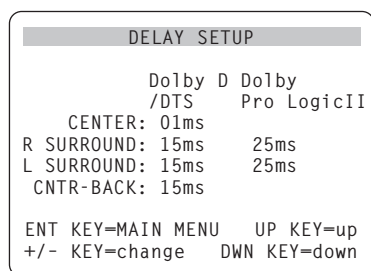 DELAY SETUP
Dolby D Dolby
/DTS Pro LogicII
CENTER: 01ms
R SURROUND: 15ms 25ms
L SURROUND: 15ms 25ms
CNTR-BACK: 15ms
ENT KEY=MAIN MENU UP KEY=up
+/- KEY=change DWN KEY=down